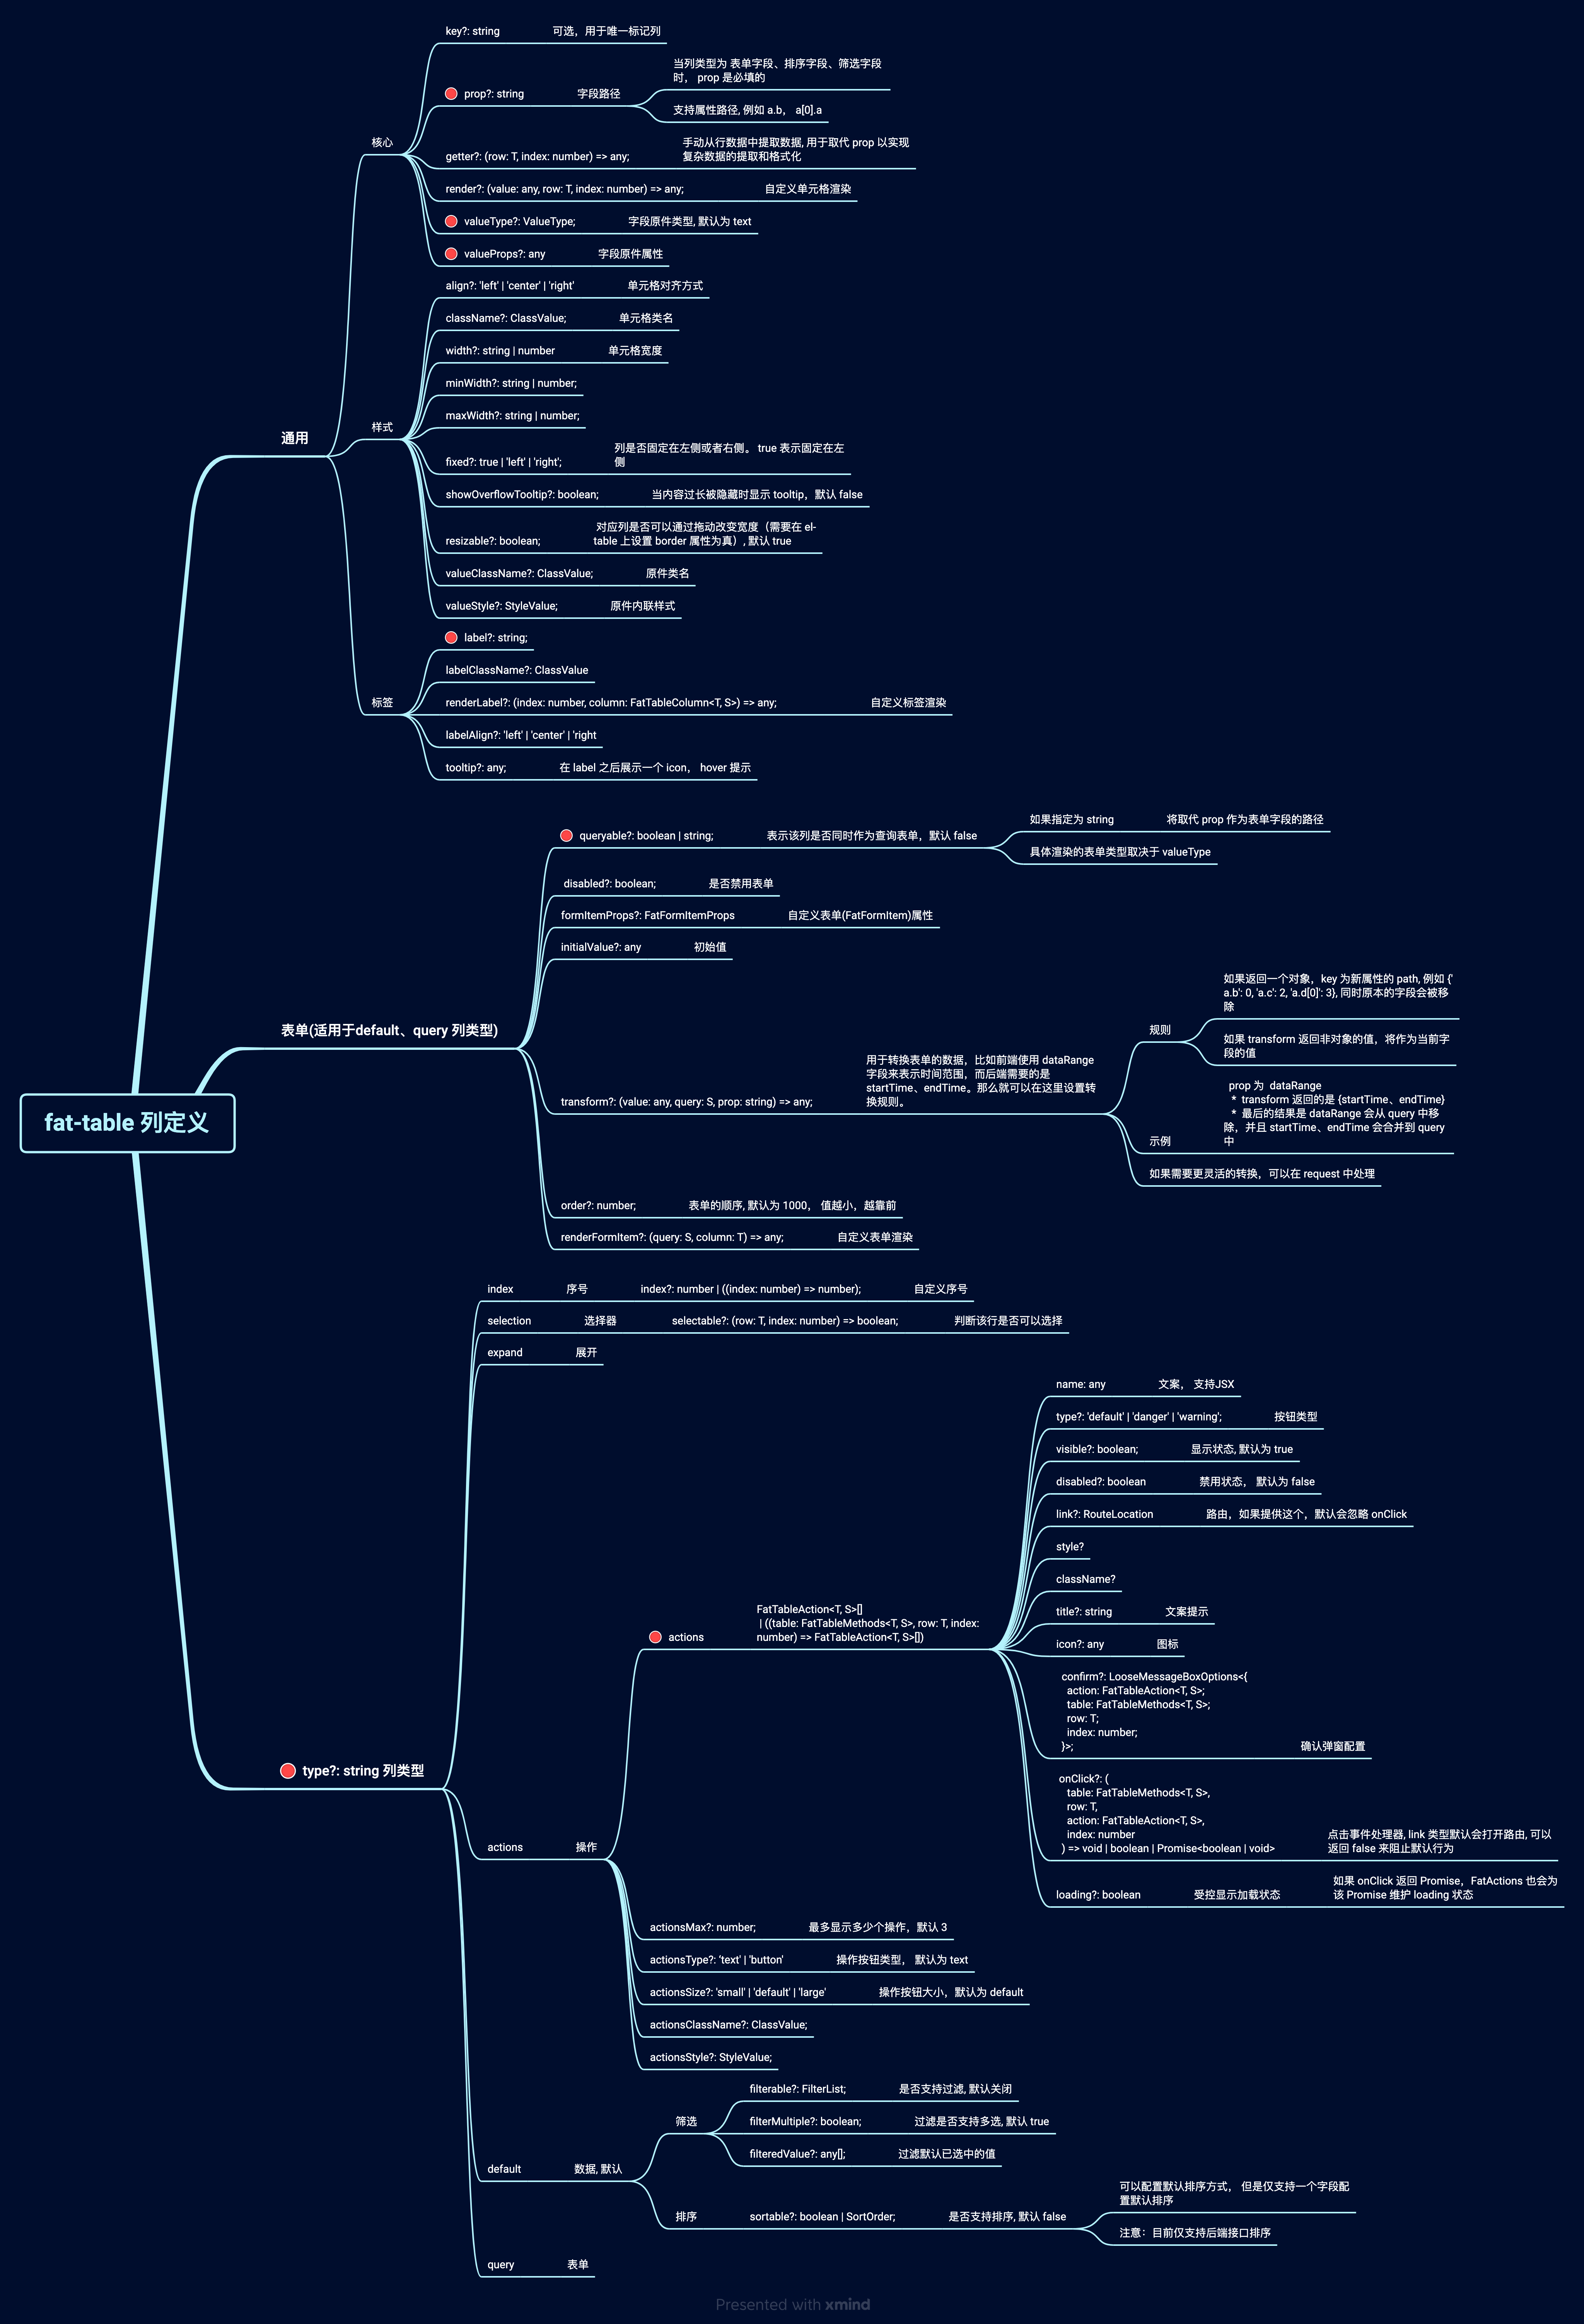 fat-table 列定义
通用
核心
key?: string
可选，用于唯一标记列
prop?: string
字段路径
当列类型为 表单字段、排序字段、筛选字段
时， prop 是必填的
支持属性路径, 例如 a.b， a[0].a
getter?: (row: T, index: number) => any;
手动从行数据中提取数据, 用于取代 prop 以实现
复杂数据的提取和格式化
render?: (value: any, row: T, index: number) => any;
自定义单元格渲染
valueType?: ValueType;
字段原件类型, 默认为 text
valueProps?: any
字段原件属性
样式
align?: 'left' | 'center' | 'right'
单元格对齐方式
className?: ClassValue;
单元格类名
width?: string | number
单元格宽度
minWidth?: string | number;
maxWidth?: string | number;
fixed?: true | 'left' | 'right';
列是否固定在左侧或者右侧。 true 表示固定在左
侧
showOverflowTooltip?: boolean;
当内容过长被隐藏时显示 tooltip，默认 false
resizable?: boolean;
对应列是否可以通过拖动改变宽度（需要在 el-
table 上设置 border 属性为真）, 默认 true
valueClassName?: ClassValue;
原件类名
valueStyle?: StyleValue;
原件内联样式
标签
label?: string;
labelClassName?: ClassValue
renderLabel?: (index: number, column: FatTableColumn<T, S>) => any;
自定义标签渲染
labelAlign?: 'left' | 'center' | 'right
tooltip?: any;
在 label 之后展示一个 icon， hover 提示
表单(适用于default、query 列类型)
queryable?: boolean | string;
表示该列是否同时作为查询表单，默认 false
如果指定为 string
将取代 prop 作为表单字段的路径
具体渲染的表单类型取决于 valueType
disabled?: boolean;
是否禁用表单
formItemProps?: FatFormItemProps
自定义表单(FatFormItem)属性
initialValue?: any
初始值
transform?: (value: any, query: S, prop: string) => any;
用于转换表单的数据，比如前端使用 dataRange
字段来表示时间范围，而后端需要的是
startTime、endTime。那么就可以在这里设置转
换规则。
规则
如果返回一个对象，key 为新属性的 path, 例如 {'
a.b': 0, 'a.c': 2, 'a.d[0]': 3}, 同时原本的字段会被移
除
如果 transform 返回非对象的值，将作为当前字
段的值
示例
prop 为  dataRange
* transform 返回的是 {startTime、endTime}
* 最后的结果是 dataRange 会从 query 中移
除，并且 startTime、endTime 会合并到 query
中
如果需要更灵活的转换，可以在 request 中处理
order?: number;
表单的顺序, 默认为 1000， 值越小，越靠前
renderFormItem?: (query: S, column: T) => any;
自定义表单渲染
type?: string 列类型
index
序号
index?: number | ((index: number) => number);
自定义序号
selection
选择器
selectable?: (row: T, index: number) => boolean;
判断该行是否可以选择
expand
展开
actions
操作
actions
FatTableAction<T, S>[]
| ((table: FatTableMethods<T, S>, row: T, index:
number) => FatTableAction<T, S>[])
name: any
文案， 支持JSX
type?: 'default' | 'danger' | 'warning';
按钮类型
visible?: boolean;
显示状态, 默认为 true
disabled?: boolean
禁用状态， 默认为 false
link?: RouteLocation
路由，如果提供这个，默认会忽略 onClick
style?
className?
title?: string
文案提示
icon?: any
图标
confirm?: LooseMessageBoxOptions<{
action: FatTableAction<T, S>;
table: FatTableMethods<T, S>;
row: T;
index: number;
}>;
确认弹窗配置
onClick?: (
table: FatTableMethods<T, S>,
row: T,
action: FatTableAction<T, S>,
index: number
) => void | boolean | Promise<boolean | void>
点击事件处理器, link 类型默认会打开路由, 可以
返回 false 来阻止默认行为
loading?: boolean
受控显示加载状态
如果 onClick 返回 Promise，FatActions 也会为
该 Promise 维护 loading 状态
actionsMax?: number;
最多显示多少个操作，默认 3
actionsType?: ‘text' | 'button'
操作按钮类型， 默认为 text
actionsSize?: 'small' | 'default' | 'large'
操作按钮大小，默认为 default
actionsClassName?: ClassValue;
actionsStyle?: StyleValue;
default
数据, 默认
筛选
filterable?: FilterList;
是否支持过滤, 默认关闭
filterMultiple?: boolean;
过滤是否支持多选, 默认 true
filteredValue?: any[];
过滤默认已选中的值
排序
sortable?: boolean | SortOrder;
是否支持排序, 默认 false
可以配置默认排序方式， 但是仅支持一个字段配
置默认排序
注意：目前仅支持后端接口排序
query
表单
Presented with xmind